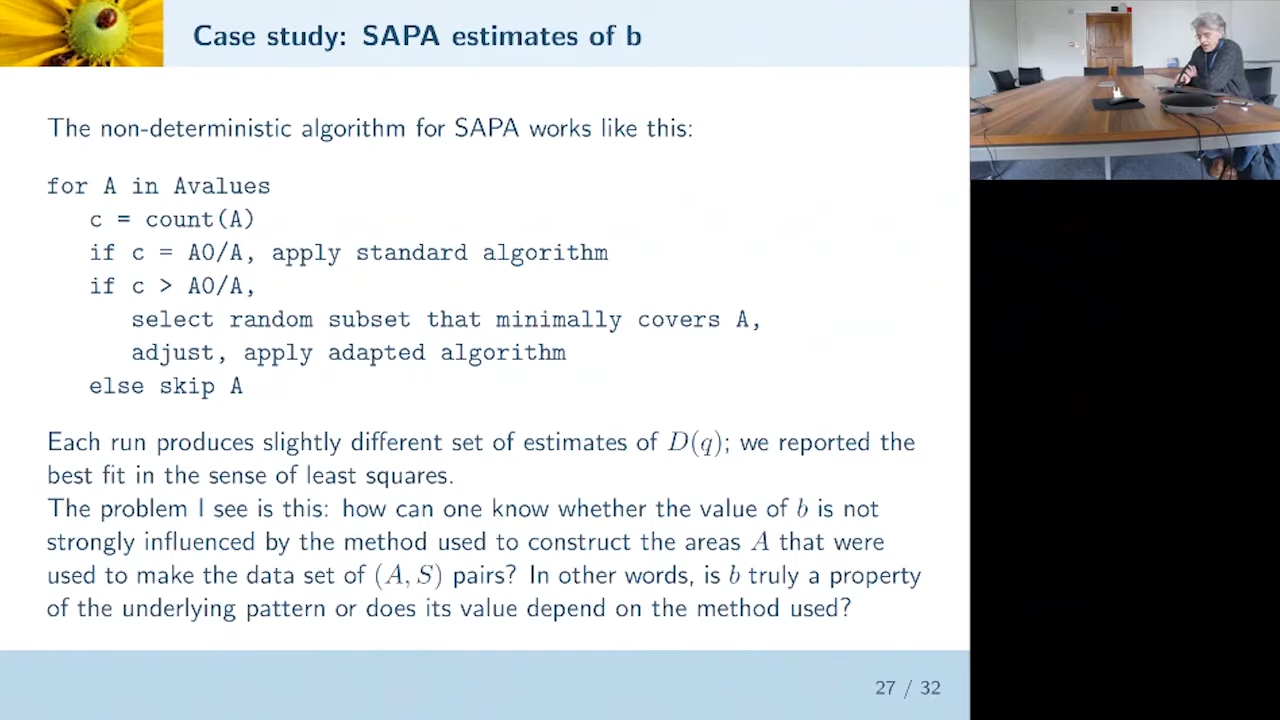 Case study: SAPA estimates of b
The non-deterministic algorithm for SAPA works like this:
for A in Avalues
c = count(A)
if c = A0/A, apply standard algorithm
if c > A0/A,
select random subset that minimally covers A,
adjust, apply adapted algorithm
else skip A
Each run produces slightly different set of estimates of D(q); we reported the
best fit in the sense of least squares.
The problem I see is this: how can one know whether the value of b is not
strongly influenced by the method used to construct the areas A that were
used to make the data set of (A, S) pairs? In other words, is b truly a property
of the underlying pattern or does its value depend on the method used?
27 / 32